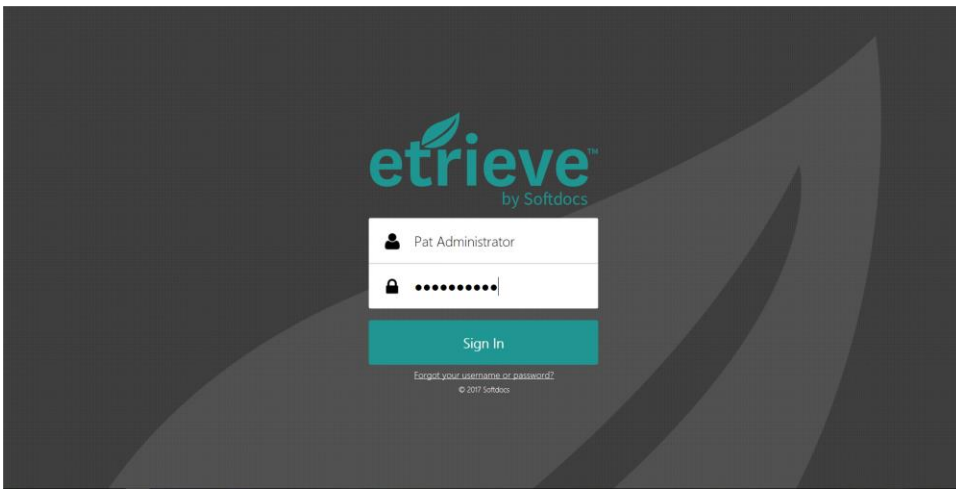 etrieve™
by Softdocs
Pat Administrator
••••••••••
Sign In
Forgot your username or password?
© 2017 Softdocs